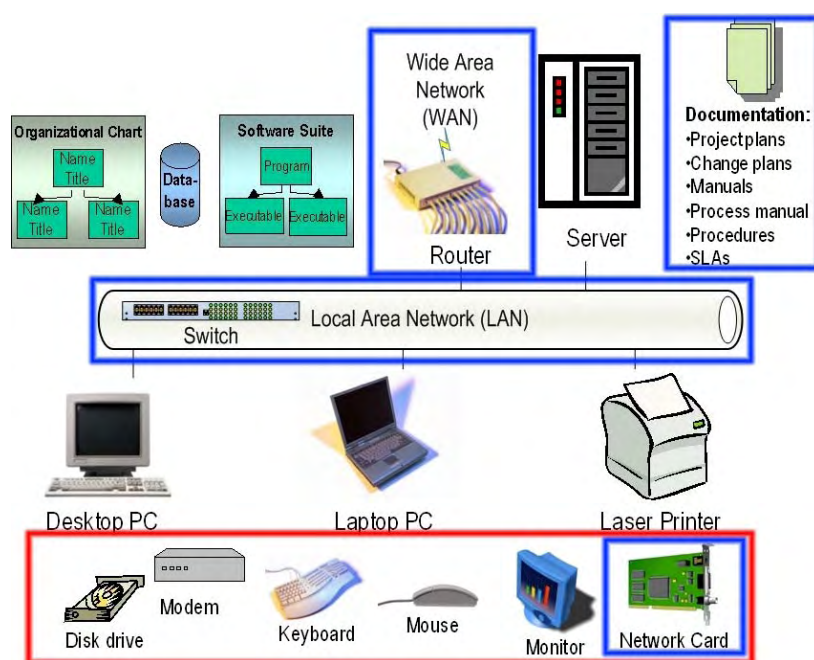 Organizational Chart
Name
Title
Name
Title
Name
Title
Data-
base
Software Suite
Program
Executable
Executable
Wide Area
Network
(WAN)
Router
Server
Documentation:
•Projectplans
•Change plans
•Manuals
•Process manual
•Procedures
•SLAs
Switch
Local Area Network (LAN)
Desktop PC
Laptop PC
Laser Printer
Disk drive
Modem
Keyboard
Mouse
Monitor
Network Card